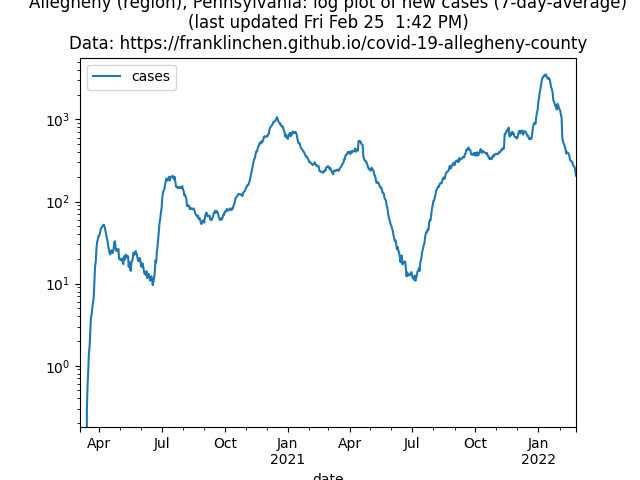 Allegheny (region), Pennsylvania: log plot of new cases (7-day-average)
(last updated Fri Feb 25 1:42 PM)
Data: https://franklinchen.github.io/covid-19-allegheny-county
cases
10³
10²
10¹
10⁰
Apr Jul Oct Jan Apr Jul Oct Jan
2021 2022
date